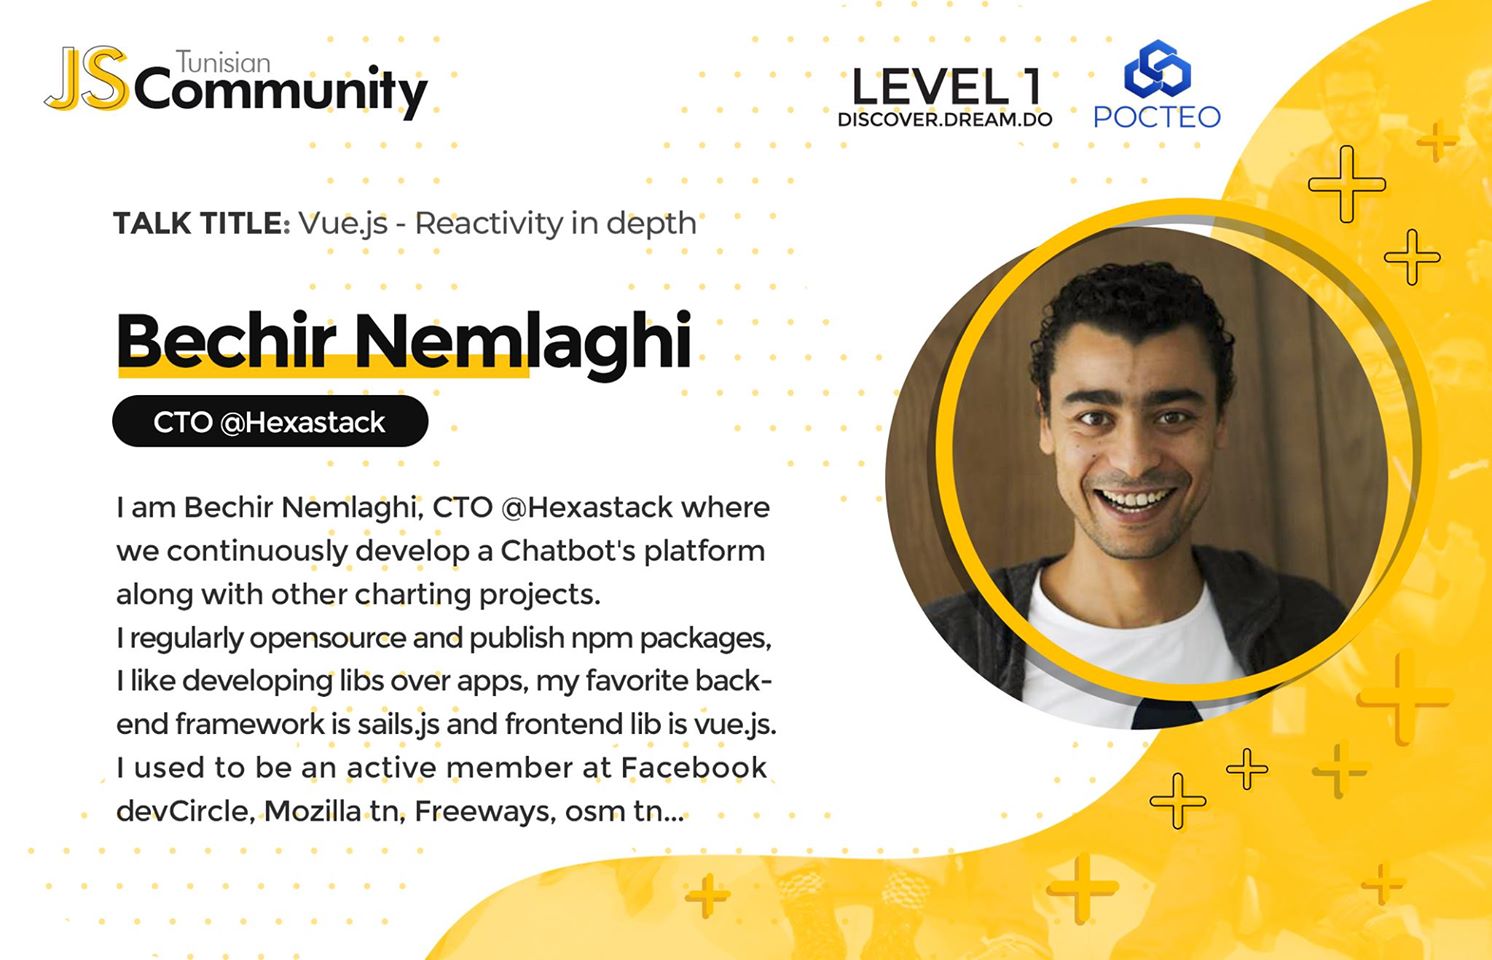 JS Tunisian Community
LEVEL 1
DISCOVER.DREAM.DO
POCTEO
TALK TITLE: Vue.js - Reactivity in depth
Bechir Nemlaghi
CTO @Hexastack
I am Bechir Nemlaghi, CTO @Hexastack where
we continuously develop a Chatbot's platform
along with other charting projects.
I regularly opensource and publish npm packages,
I like developing libs over apps, my favorite back-
end framework is sails.js and frontend lib is vue.js.
I used to be an active member at Facebook
devCircle, Mozilla tn, Freeways, osm tn...